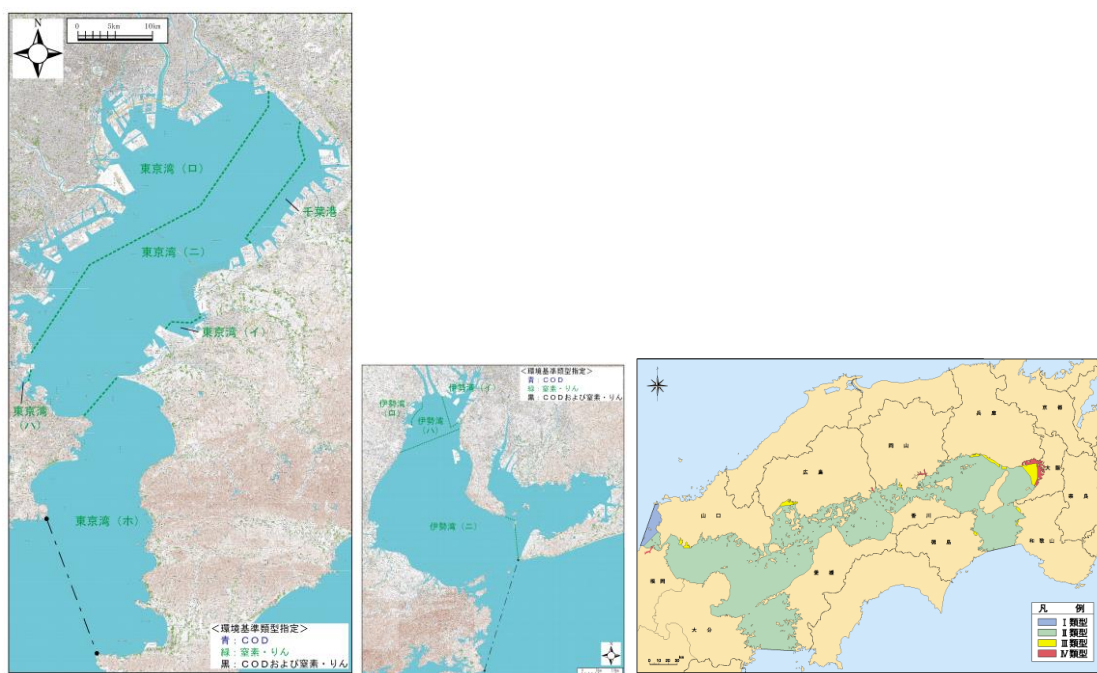 N
0 5km 10km
東京湾（ロ）
千葉港
東京湾（ニ）
東京湾（イ）
東京湾
（ハ）
東京湾（ホ）
＜環境基準類型指定＞
青：ＣＯＤ
緑：窒素・りん
黒：ＣＯＤおよび窒素・りん
＜環境基準類型指定＞
青：ＣＯＤ
緑：窒素・りん
黒：ＣＯＤおよび窒素・りん
伊勢湾（イ）
伊勢湾
（ロ）
伊勢湾
（ハ）
伊勢湾（ニ）
京都
兵庫
岡山
広島
大阪
奈良
山口
香川
徳島
和歌山
愛媛
福岡
大分
0 10 20 30 km
凡例
Ⅰ類型
Ⅱ類型
Ⅲ類型
Ⅳ類型